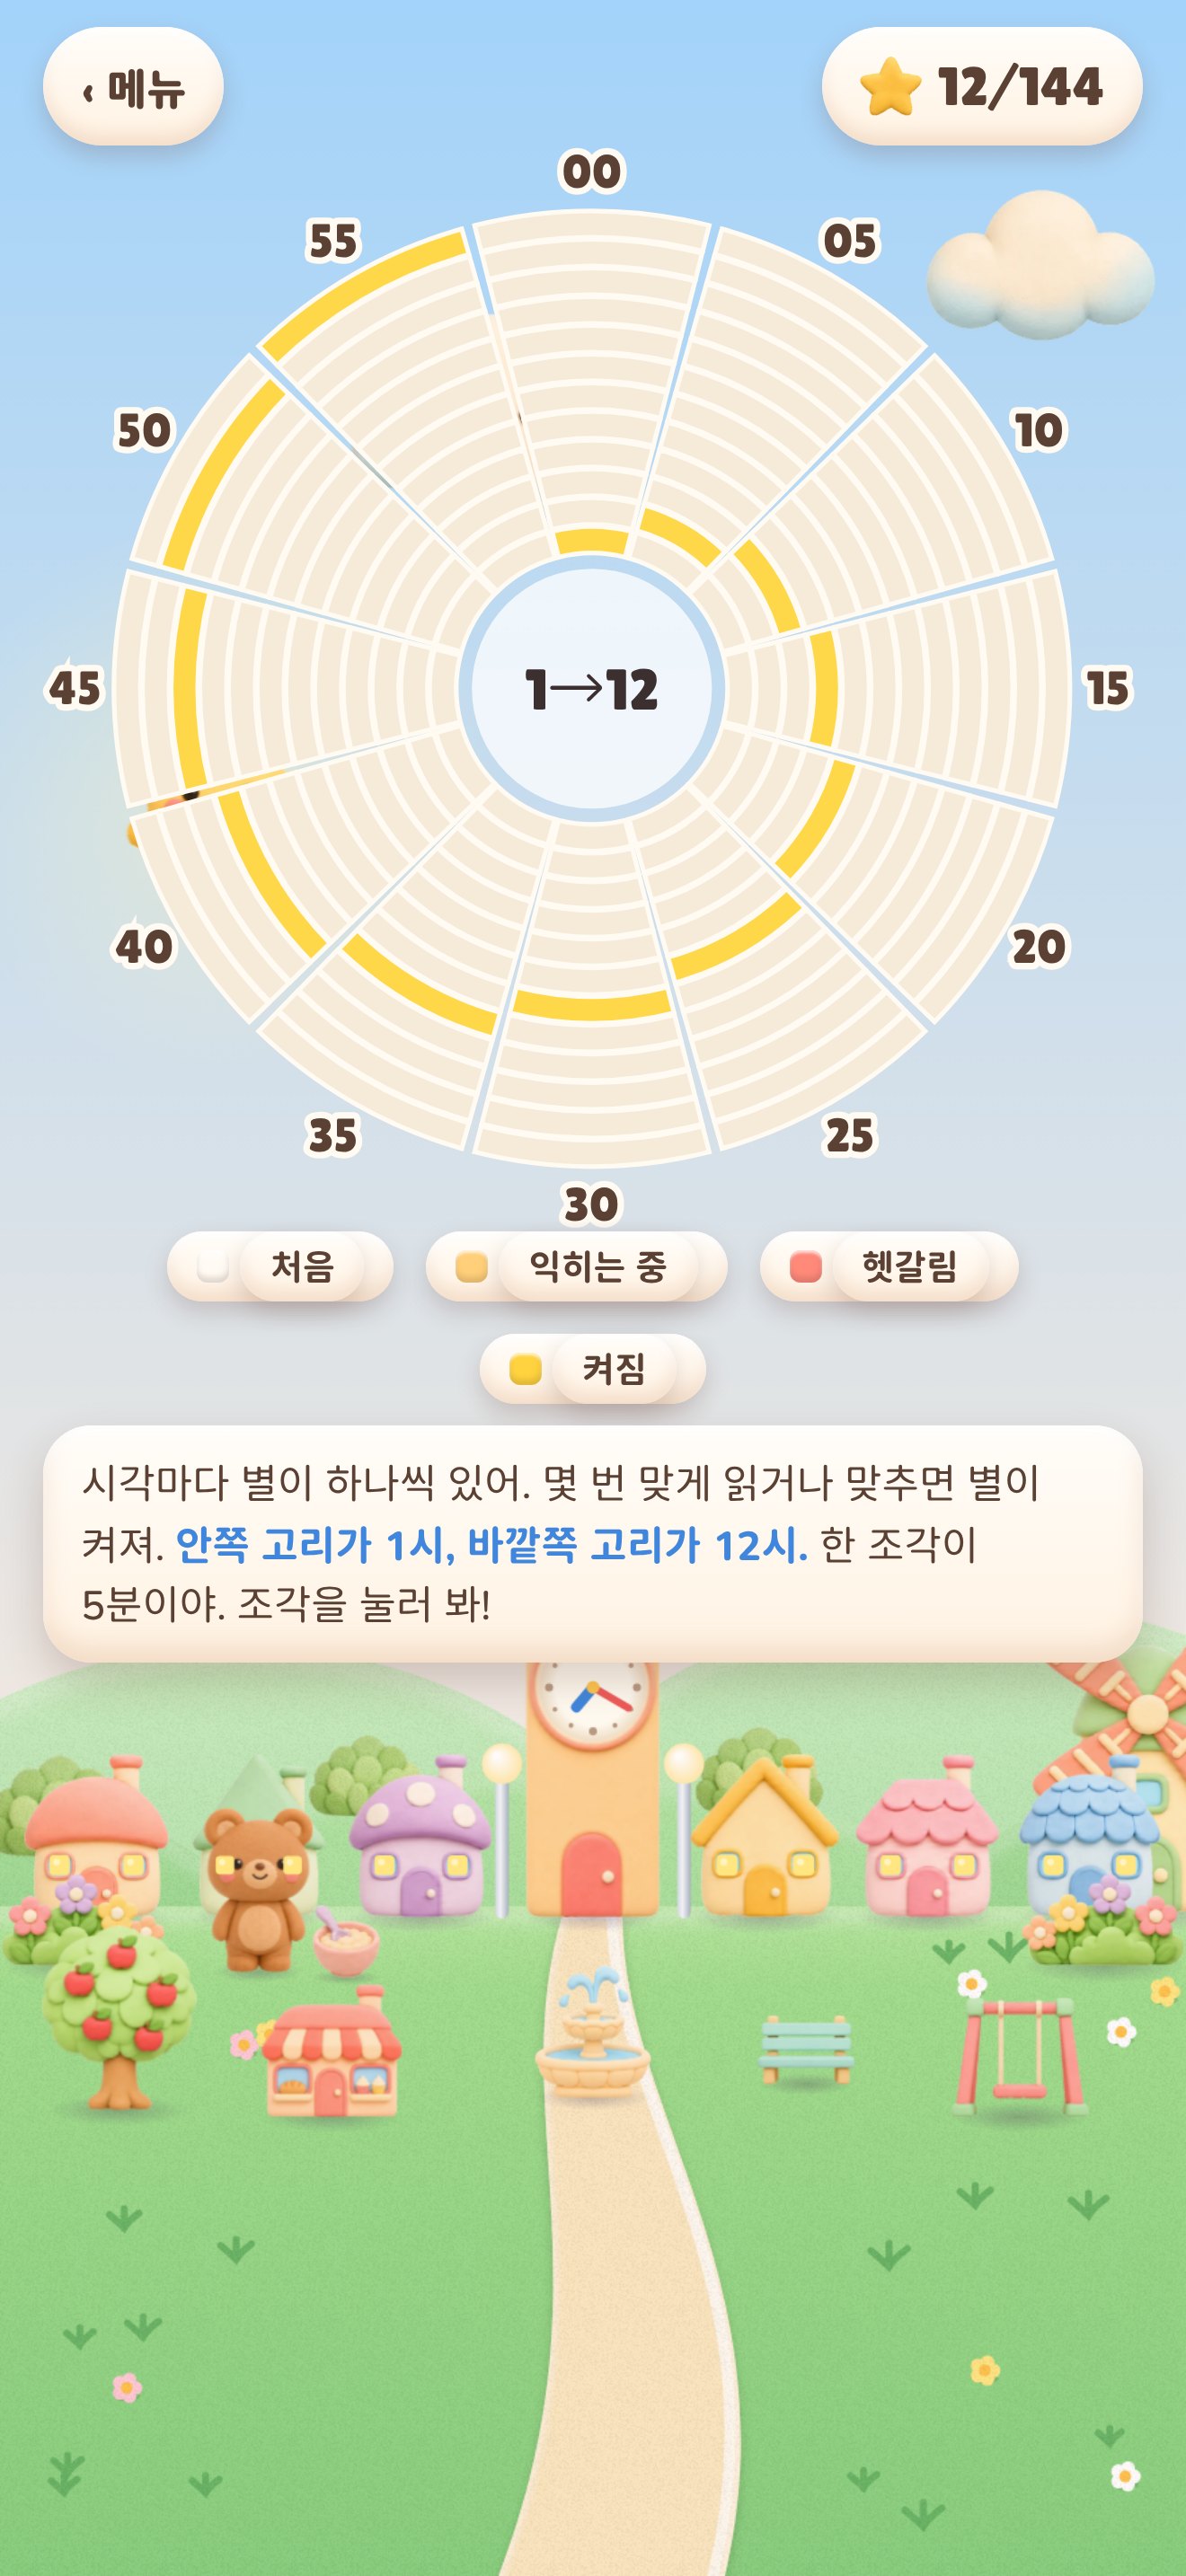 ‹ 메뉴
12/144
00
05
10
15
20
25
30
35
40
45
50
55
1→12
처음
익히는 중
헷갈림
켜짐
시각마다 별이 하나씩 있어. 몇 번 맞게 읽거나 맞추면 별이
켜져. 안쪽 고리가 1시, 바깥쪽 고리가 12시. 한 조각이
5분이야. 조각을 눌러 봐!